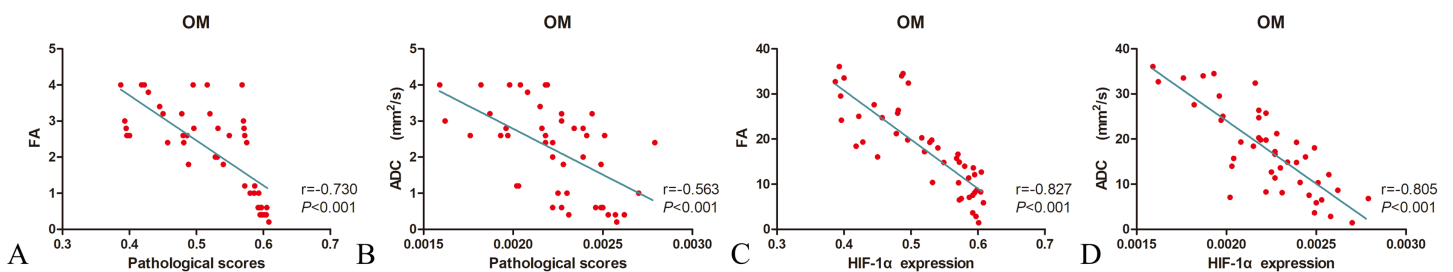 OM
FA
5
4
3
2
1
0
0.3
0.4
0.5
0.6
0.7
r=-0.730
P<0.001
Pathological scores
A
OM
ADC (mm²/s)
5
4
3
2
1
0
0.0015
0.0020
0.0025
0.0030
r=-0.563
P<0.001
Pathological scores
B
OM
FA
40
30
20
10
0
0.3
0.4
0.5
0.6
0.7
r=-0.827
P<0.001
HIF-1α expression
C
OM
ADC (mm²/s)
40
30
20
10
0
0.0015
0.0020
0.0025
0.0030
r=-0.805
P<0.001
HIF-1α expression
D